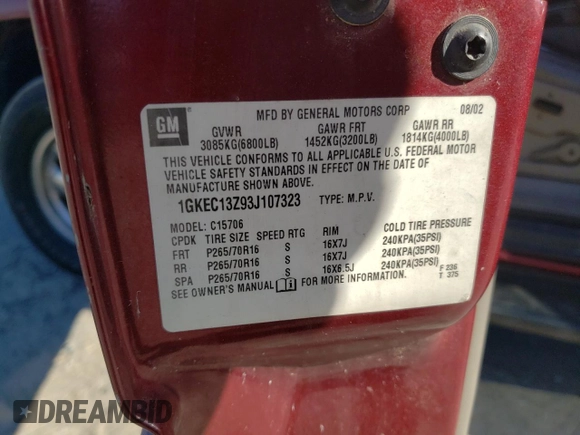 GM
MFD BY GENERAL MOTORS CORP 08/02
GVWR GAWR FRT GAWR RR
3085KG(6800LB) 1452KG(3200LB) 1814KG(4000LB)
THIS VEHICLE CONFORMS TO ALL APPLICABLE U.S. FEDERAL MOTOR
VEHICLE SAFETY STANDARDS IN EFFECT ON THE DATE OF
MANUFACTURE SHOWN ABOVE.
1GKEC13Z93J107323 TYPE: M.P.V.
MODEL: C15706
CPDK TIRE SIZE SPEED RTG RIM COLD TIRE PRESSURE
FRT P265/70R16 S 16X7J 240KPA(35PSI)
RR P265/70R16 S 16X7J 240KPA(35PSI)
SPA P265/70R16 S 16X6.5J 240KPA(35PSI)
SEE OWNER'S MANUAL FOR MORE INFORMATION. F 236
T 375
DREAMBID